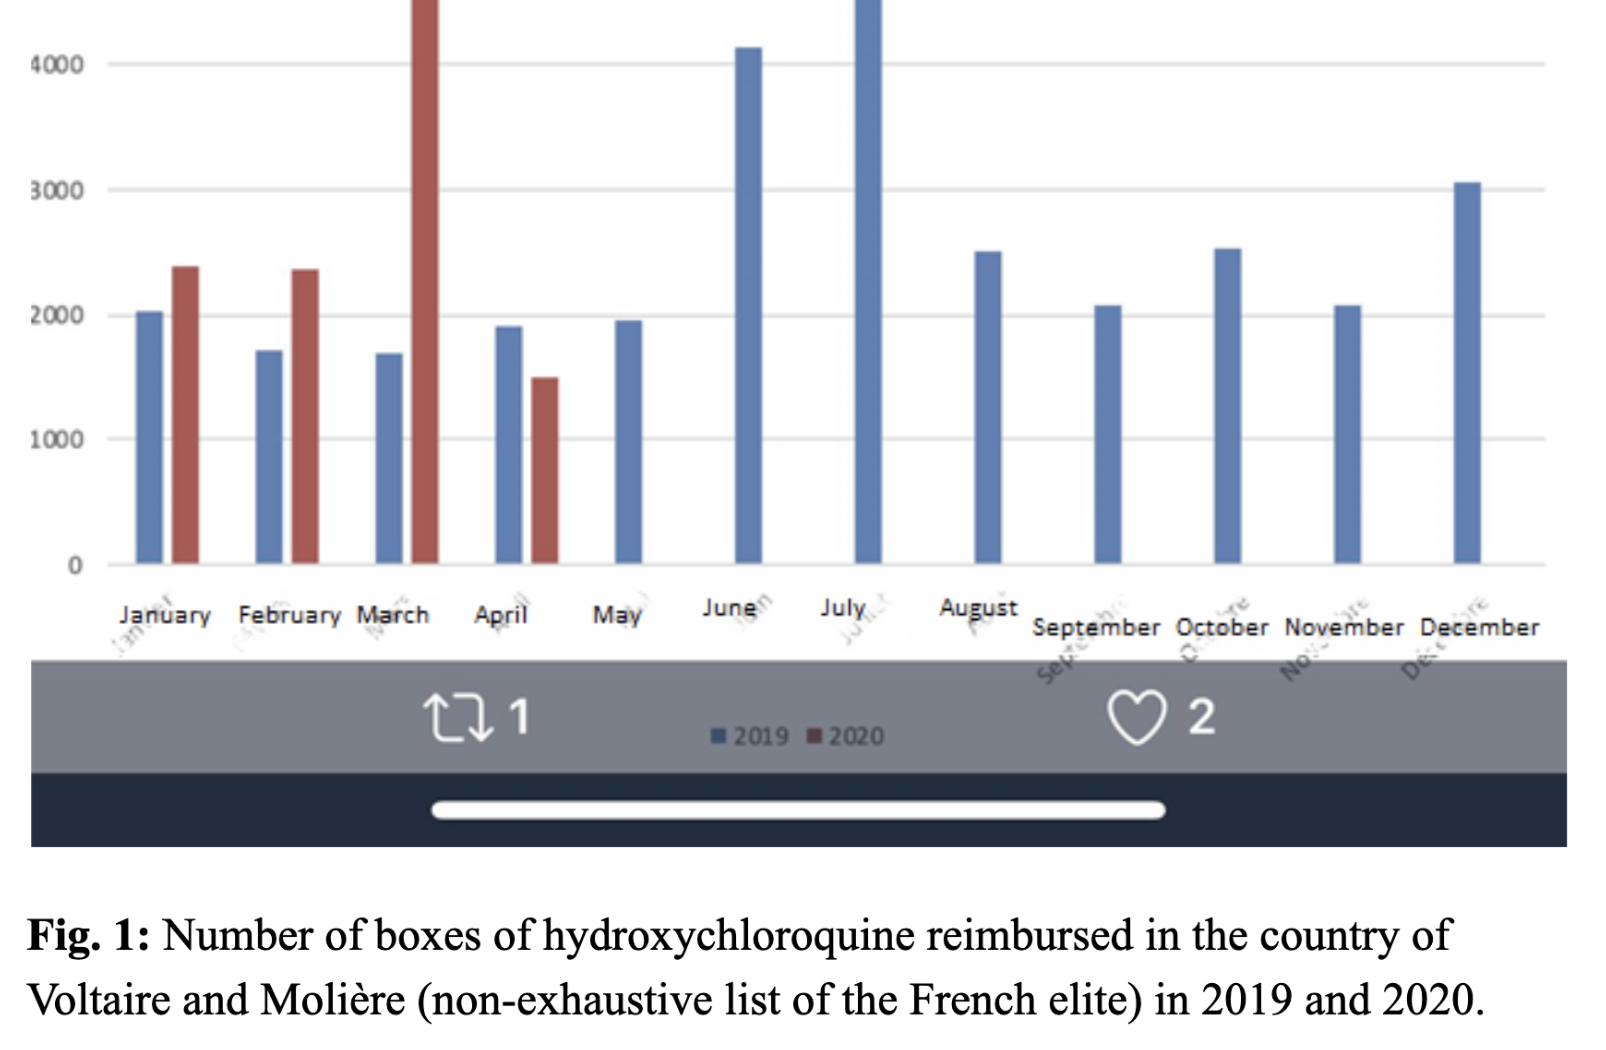 4000
3000
2000
1000
0
January February March April May June July August September October November December
1 2019 2020 2
Fig. 1: Number of boxes of hydroxychloroquine reimbursed in the country of
Voltaire and Molière (non-exhaustive list of the French elite) in 2019 and 2020.